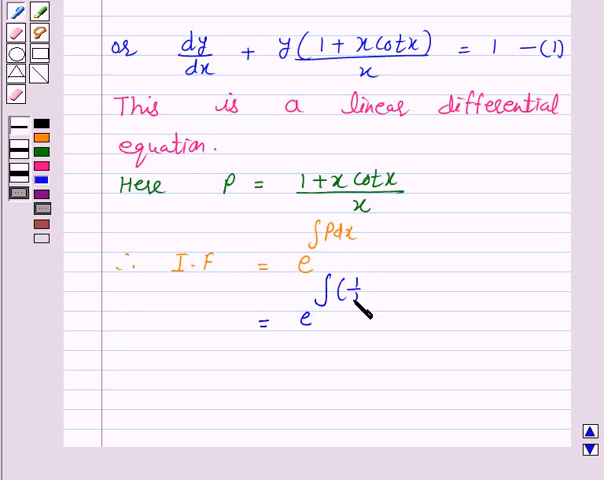 or dy/dx + y(1 + x cot x)/x = 1 - (1)
This is a linear differential
equation.
Here P = 1 + x cot x/x
∴ I.F = e^∫Pdx
= e^∫(1/